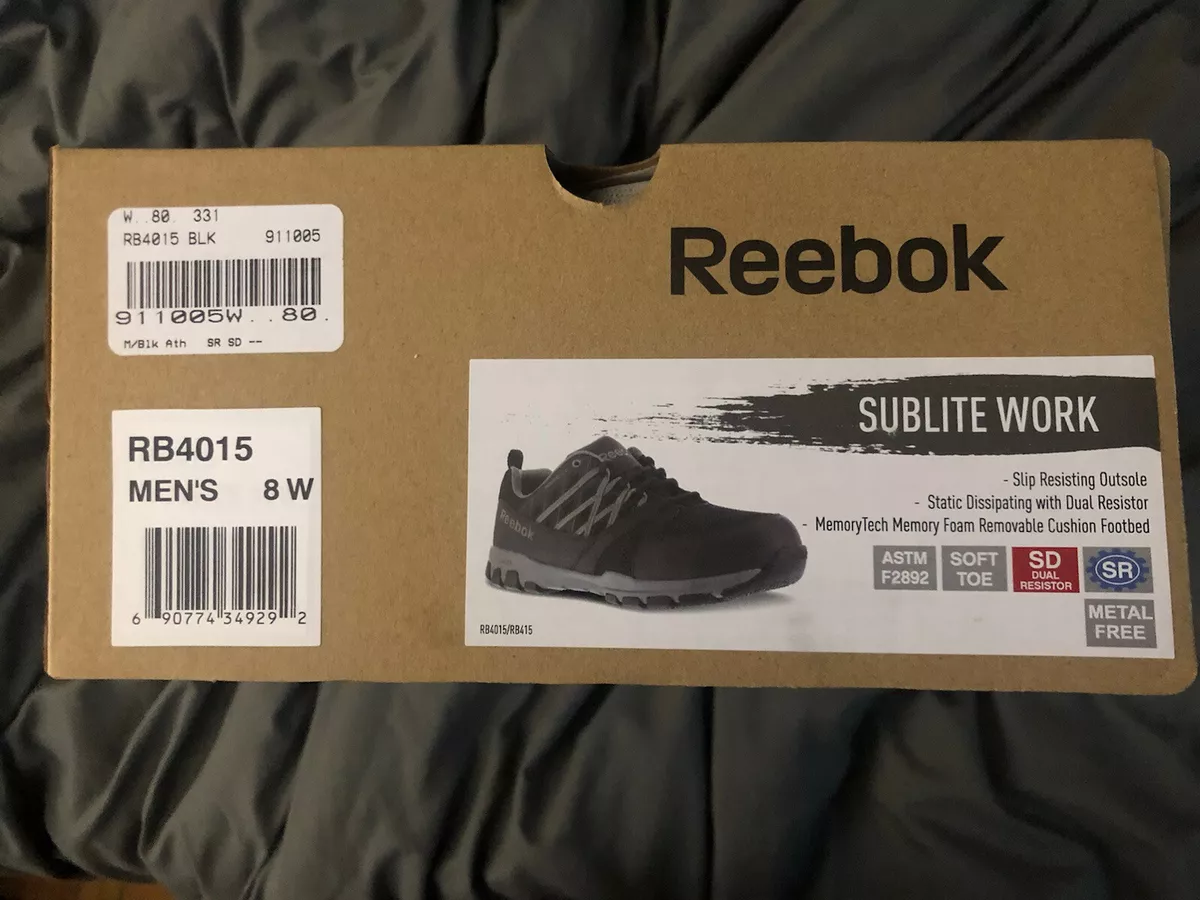 W..80. 331
RB4015 BLK 911005
911005W..80.
M/Blk Ath SR SD --
RB4015
MEN'S 8 W
6 90774 34929 2
Reebok
SUBLITE WORK
- Slip Resisting Outsole
- Static Dissipating with Dual Resistor
- MemoryTech Memory Foam Removable Cushion Footbed
ASTM F2892
SOFT TOE
SD DUAL RESISTOR
SR
METAL FREE
Reebok
RB4015/RB415